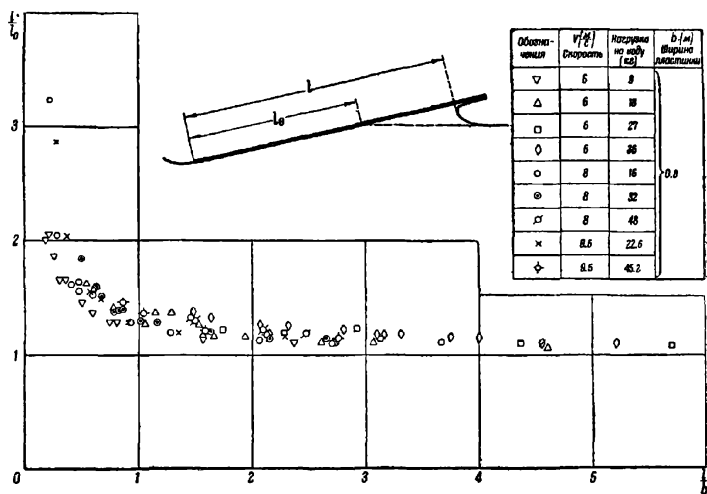 l/l₀
3
2
1
0
1
2
3
4
5
l/b
l
l₀
Обозна-
чения
V (м/с)
Скорость
Нагрузка
на воду
(кг)
b (м)
Ширина
пластинки
▽ 6 9
△ 6 18
□ 6 27
◊ 6 36
○ 8 16
8 32
8 48
× 9.5 22.6
9.5 45.2
0.8